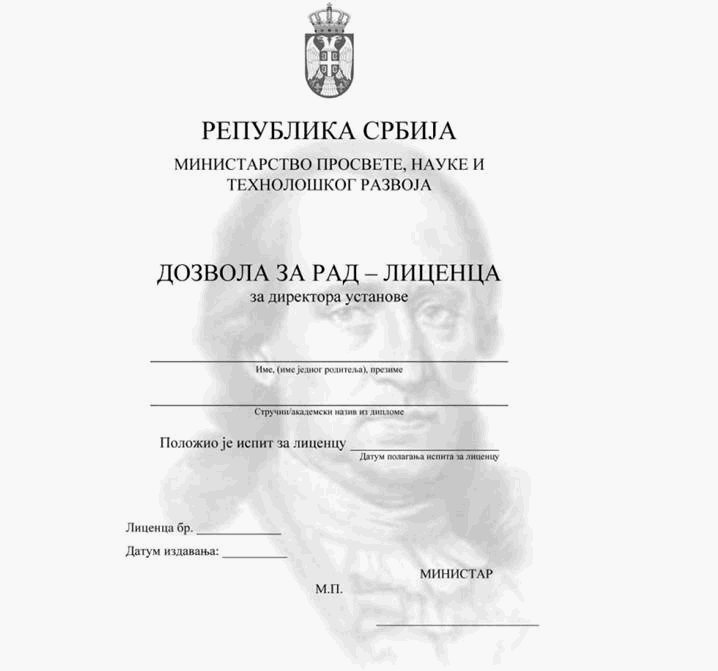 РЕПУБЛИКА СРБИЈА
МИНИСТАРСТВО ПРОСВЕТЕ, НАУКЕ И
ТЕХНОЛОШКОГ РАЗВОЈА
ДОЗВОЛА ЗА РАД – ЛИЦЕНЦА
за директора установе
Име, (име једног родитеља), презиме
Стручни/академски назив из дипломе
Положио је испит за лиценцу
Датум полагања испита за лиценцу
Лиценца бр.
Датум издавања:
МИНИСТАР
М.П.